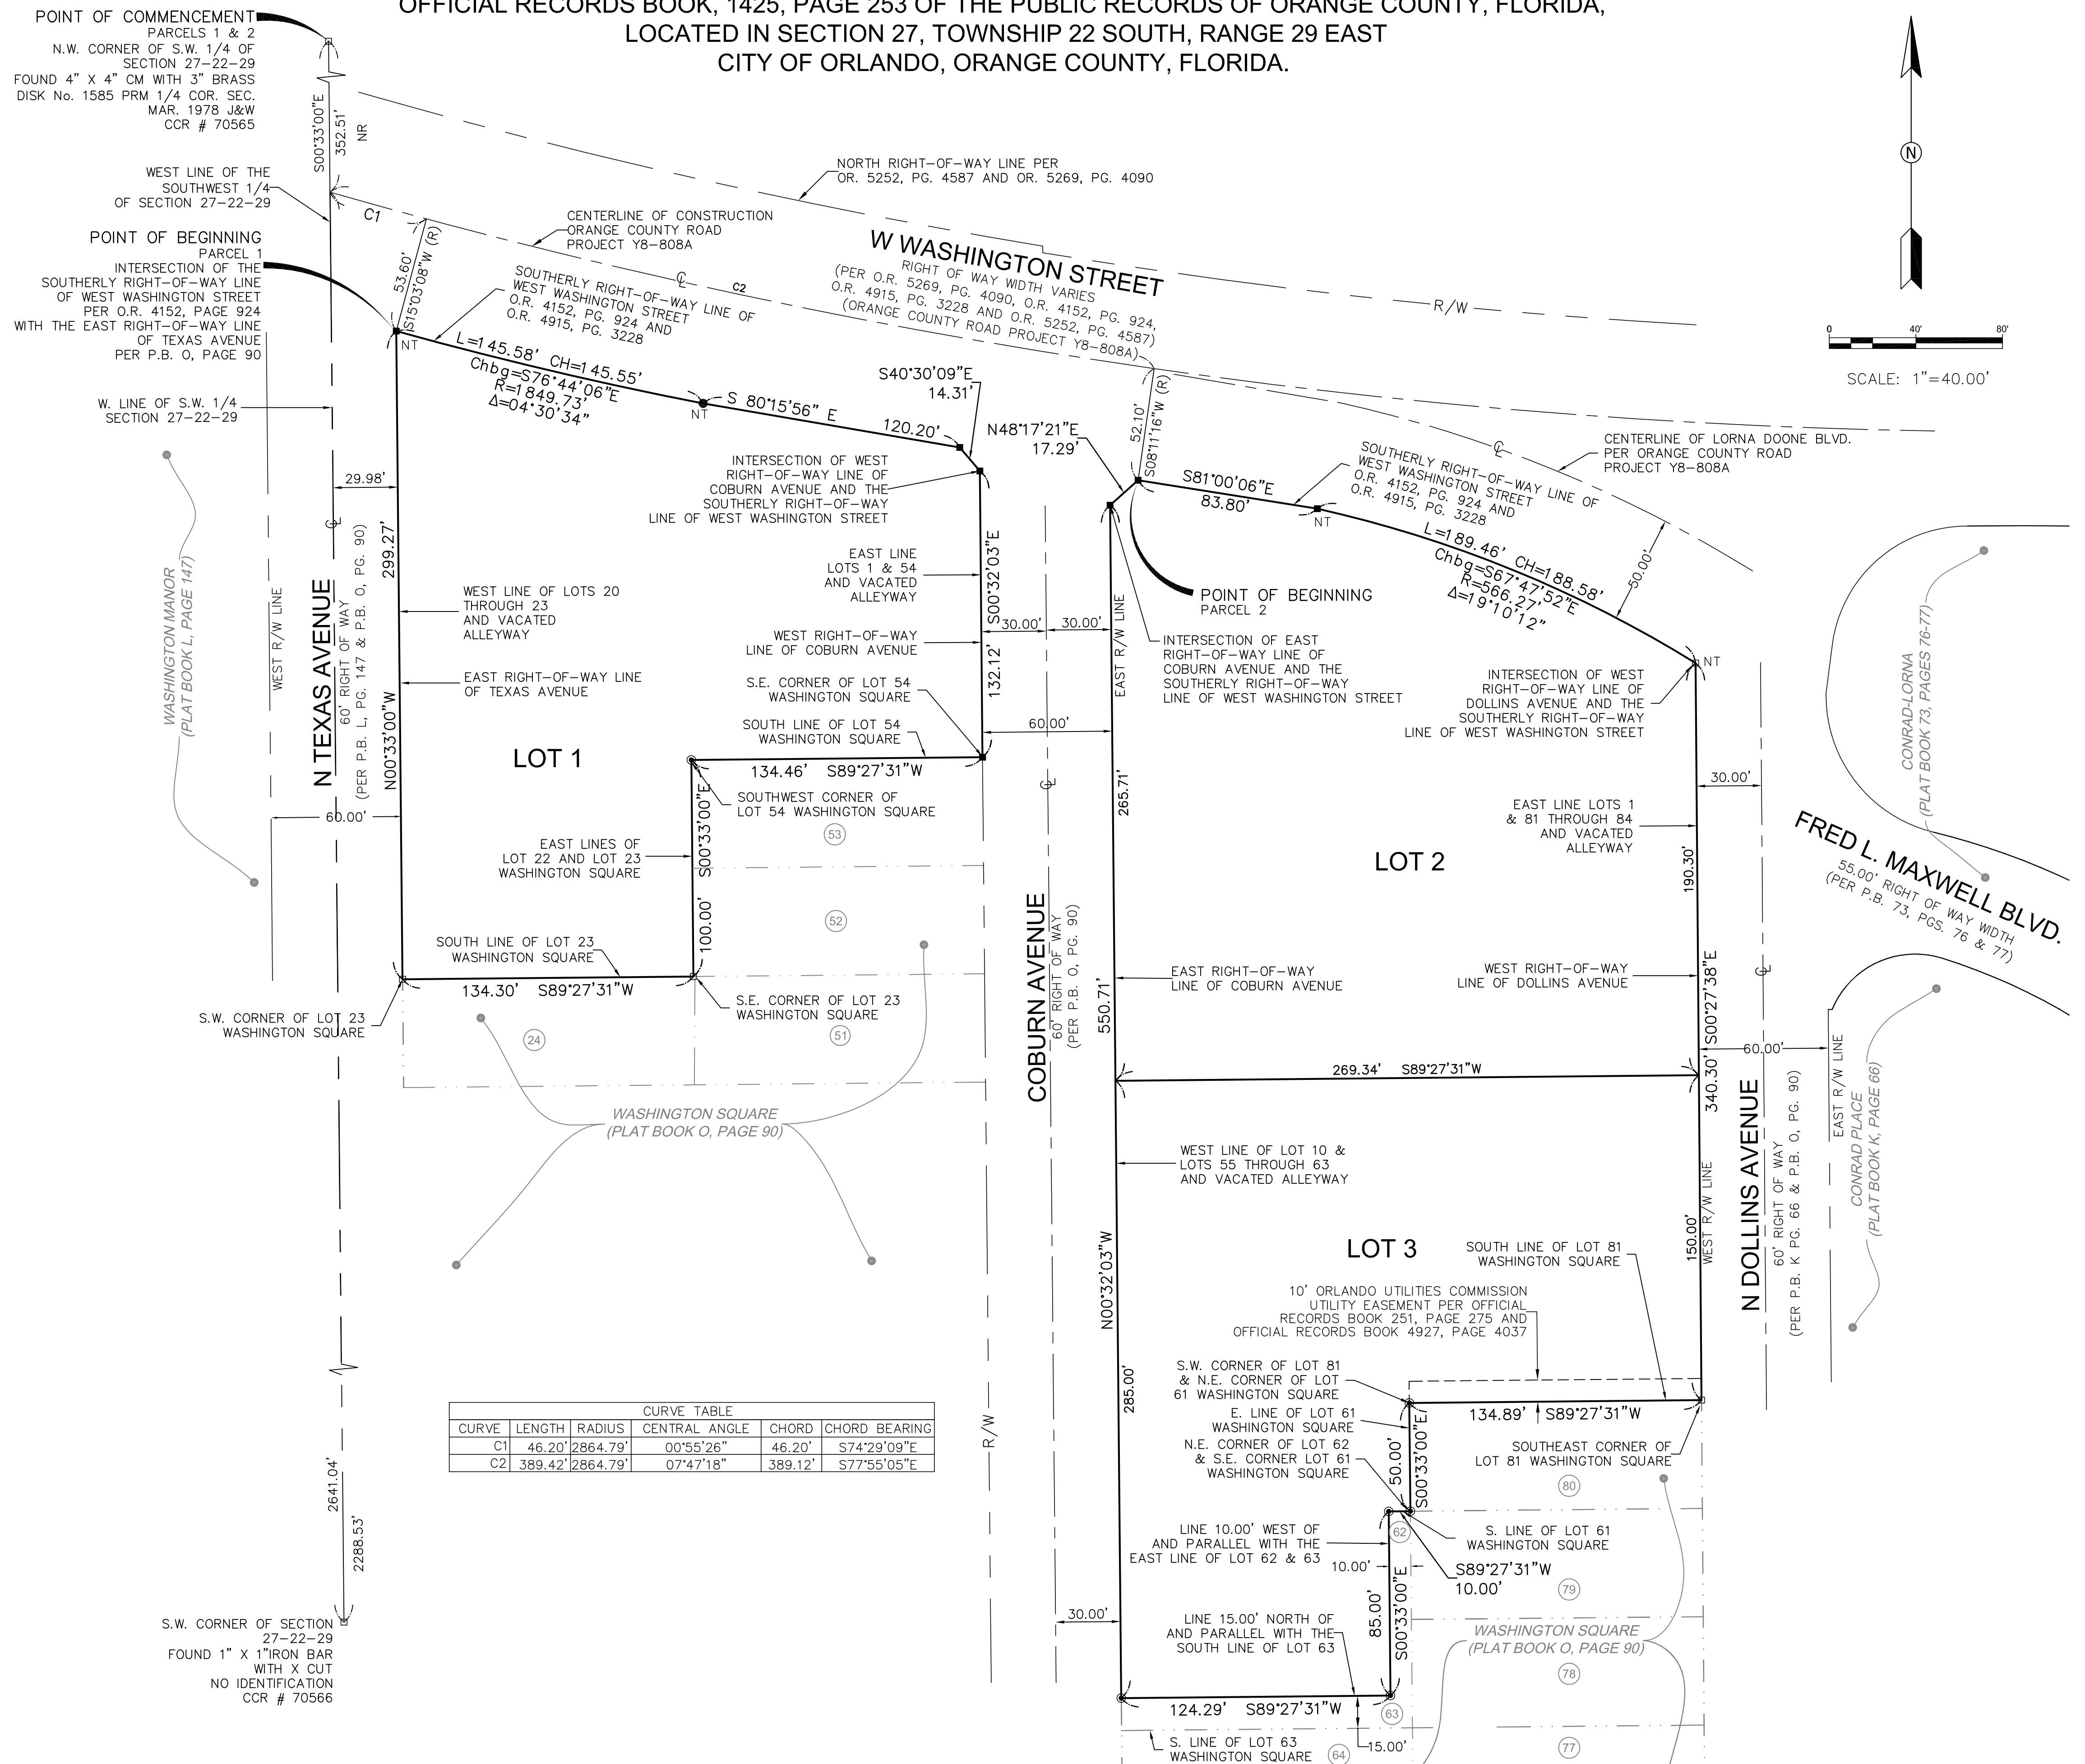 OFFICIAL RECORDS BOOK, 1425, PAGE 253 OF THE PUBLIC RECORDS OF ORANGE COUNTY, FLORIDA,
LOCATED IN SECTION 27, TOWNSHIP 22 SOUTH, RANGE 29 EAST
CITY OF ORLANDO, ORANGE COUNTY, FLORIDA.
POINT OF COMMENCEMENT
PARCELS 1 & 2
N.W. CORNER OF S.W. 1/4 OF
SECTION 27-22-29
FOUND 4" X 4" CM WITH 3" BRASS
DISK No. 1585 PRM 1/4 COR. SEC.
MAR. 1978 J&W
CCR # 70565
S00°33'00"E
352.51'
NR
WEST LINE OF THE
SOUTHWEST 1/4
OF SECTION 27-22-29
POINT OF BEGINNING
PARCEL 1
INTERSECTION OF THE
SOUTHERLY RIGHT-OF-WAY LINE
OF WEST WASHINGTON STREET
PER O.R. 4152, PAGE 924
WITH THE EAST RIGHT-OF-WAY LINE
OF TEXAS AVENUE
PER P.B. O, PAGE 90
W. LINE OF S.W. 1/4
SECTION 27-22-29
C1
53.60'
S15°03'08"W (R)
NT
CENTERLINE OF CONSTRUCTION
ORANGE COUNTY ROAD
PROJECT Y8-808A
NORTH RIGHT-OF-WAY LINE PER
OR. 5252, PG. 4587 AND OR. 5269, PG. 4090
C2
W WASHINGTON STREET
RIGHT OF WAY WIDTH VARIES
(PER O.R. 5269, PG. 4090, O.R. 4152, PG. 924,
O.R. 4915, PG. 3228 AND O.R. 5252, PG. 4587)
(ORANGE COUNTY ROAD PROJECT Y8-808A)
R/W
N
0 40' 80'
SCALE: 1"=40.00'
SOUTHERLY RIGHT-OF-WAY LINE OF
WEST WASHINGTON STREET
O.R. 4152, PG. 924 AND
O.R. 4915, PG. 3228
L=145.58' CH=145.55'
Chbg=S76°44'06"E
R=1849.73'
Δ=04°30'34"
NT
S 80°15'56" E
120.20'
S40°30'09"E
14.31'
N48°17'21"E
17.29'
52.10'
S08°11'16"W (R)
S81°00'06"E
83.80'
NT
SOUTHERLY RIGHT-OF-WAY LINE OF
WEST WASHINGTON STREET
O.R. 4152, PG. 924 AND
O.R. 4915, PG. 3228
L=189.46' CH=188.58'
Chbg=S67°47'52"E
R=566.27'
Δ=19°10'12"
50.00'
NT
CENTERLINE OF LORNA DOONE BLVD.
PER ORANGE COUNTY ROAD
PROJECT Y8-808A
INTERSECTION OF WEST
RIGHT-OF-WAY LINE OF
COBURN AVENUE AND THE
SOUTHERLY RIGHT-OF-WAY
LINE OF WEST WASHINGTON STREET
POINT OF BEGINNING
PARCEL 2
INTERSECTION OF EAST
RIGHT-OF-WAY LINE OF
COBURN AVENUE AND THE
SOUTHERLY RIGHT-OF-WAY
LINE OF WEST WASHINGTON STREET
INTERSECTION OF WEST
RIGHT-OF-WAY LINE OF
DOLLINS AVENUE AND THE
SOUTHERLY RIGHT-OF-WAY
LINE OF WEST WASHINGTON STREET
WASHINGTON MANOR
(PLAT BOOK L, PAGE 147)
WEST R/W LINE
29.98'
N TEXAS AVENUE
60' RIGHT OF WAY
(PER P.B. L, PG. 147 & P.B. O, PG. 90)
299.27'
N00°33'00"W
60.00'
WEST LINE OF LOTS 20
THROUGH 23
AND VACATED
ALLEYWAY
EAST RIGHT-OF-WAY LINE
OF TEXAS AVENUE
LOT 1
EAST LINE
LOTS 1 & 54
AND VACATED
ALLEYWAY
WEST RIGHT-OF-WAY
LINE OF COBURN AVENUE
S.E. CORNER OF LOT 54
WASHINGTON SQUARE
SOUTH LINE OF LOT 54
WASHINGTON SQUARE
S00°32'03"E
132.12'
30.00'
30.00'
60.00'
EAST R/W LINE
134.46' S89°27'31"W
SOUTHWEST CORNER OF
LOT 54 WASHINGTON SQUARE
53
EAST LINES OF
LOT 22 AND LOT 23
WASHINGTON SQUARE
S00°33'00"E
100.00'
52
SOUTH LINE OF LOT 23
WASHINGTON SQUARE
134.30' S89°27'31"W
S.W. CORNER OF LOT 23
WASHINGTON SQUARE
S.E. CORNER OF LOT 23
WASHINGTON SQUARE
24
51
WASHINGTON SQUARE
(PLAT BOOK O, PAGE 90)
265.71'
550.71'
COBURN AVENUE
60' RIGHT OF WAY
(PER P.B. O, PG. 90)
EAST RIGHT-OF-WAY
LINE OF COBURN AVENUE
LOT 2
EAST LINE LOTS 1
& 81 THROUGH 84
AND VACATED
ALLEYWAY
WEST RIGHT-OF-WAY
LINE OF DOLLINS AVENUE
190.30'
S00°27'38"E
340.30'
30.00'
60.00'
CONRAD-LORNA
(PLAT BOOK 73, PAGES 76-77)
FRED L. MAXWELL BLVD.
55.00' RIGHT OF WAY WIDTH
(PER P.B. 73, PGS. 76 & 77)
269.34' S89°27'31"W
EAST R/W LINE
CONRAD PLACE
(PLAT BOOK K, PAGE 66)
N DOLLINS AVENUE
60' RIGHT OF WAY
(PER P.B. K PG. 66 & P.B. O, PG. 90)
WEST R/W LINE
150.00'
WEST LINE OF LOT 10 &
LOTS 55 THROUGH 63
AND VACATED ALLEYWAY
LOT 3
N00°32'03"W
285.00'
SOUTH LINE OF LOT 81
WASHINGTON SQUARE
10' ORLANDO UTILITIES COMMISSION
UTILITY EASEMENT PER OFFICIAL
RECORDS BOOK 251, PAGE 275 AND
OFFICIAL RECORDS BOOK 4927, PAGE 4037
S.W. CORNER OF LOT 81
& N.E. CORNER OF LOT
61 WASHINGTON SQUARE
E. LINE OF LOT 61
WASHINGTON SQUARE
N.E. CORNER OF LOT 62
& S.E. CORNER LOT 61
WASHINGTON SQUARE
134.89' S89°27'31"W
50.00'
S00°33'00"E
SOUTHEAST CORNER OF
LOT 81 WASHINGTON SQUARE
80
62
S. LINE OF LOT 61
WASHINGTON SQUARE
LINE 10.00' WEST OF
AND PARALLEL WITH THE
EAST LINE OF LOT 62 & 63
10.00'
S89°27'31"W
10.00'
79
85.00'
S00°33'00"E
LINE 15.00' NORTH OF
AND PARALLEL WITH THE
SOUTH LINE OF LOT 63
30.00'
WASHINGTON SQUARE
(PLAT BOOK O, PAGE 90)
78
124.29' S89°27'31"W
63
S. LINE OF LOT 63
WASHINGTON SQUARE
64
15.00'
77
R/W
CURVE TABLE
CURVE LENGTH RADIUS CENTRAL ANGLE CHORD CHORD BEARING
C1 46.20' 2864.79' 00°55'26" 46.20' S74°29'09"E
C2 389.42' 2864.79' 07°47'18" 389.12' S77°55'05"E
2641.04'
2288.53'
S.W. CORNER OF SECTION
27-22-29
FOUND 1" X 1"IRON BAR
WITH X CUT
NO IDENTIFICATION
CCR # 70566